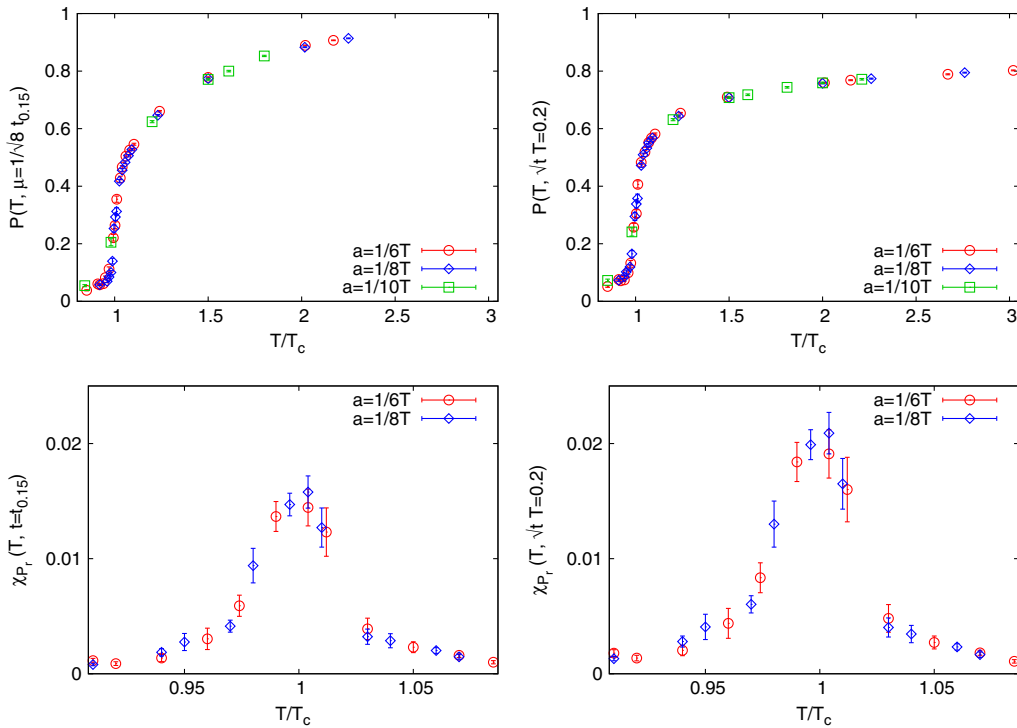 P(T, μ=1/√8 t0.15)
1
0.8
0.6
0.4
0.2
0
1
1.5
2
2.5
3
T/Tc
a=1/6T
a=1/8T
a=1/10T
P(T, √t T=0.2)
1
0.8
0.6
0.4
0.2
0
1
1.5
2
2.5
3
T/Tc
a=1/6T
a=1/8T
a=1/10T
χPr (T, t=t0.15)
0.02
0.01
0
0.95
1
1.05
T/Tc
a=1/6T
a=1/8T
χPr (T, √t T=0.2)
0.02
0.01
0
0.95
1
1.05
T/Tc
a=1/6T
a=1/8T